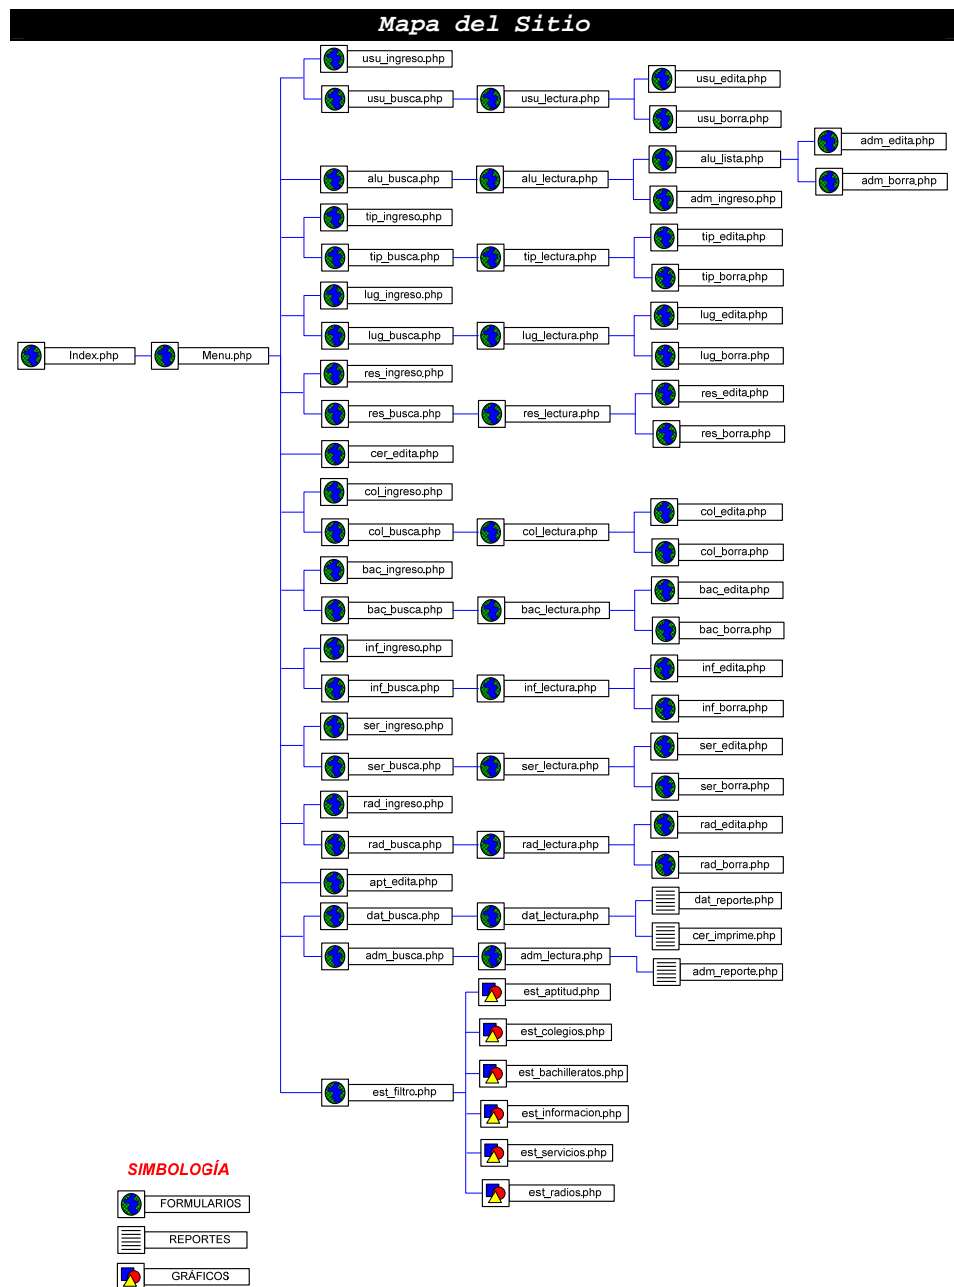 Mapa del Sitio
usu_ingreso.php
usu_edita.php
usu_busca.php
usu_lectura.php
usu_borra.php
adm_edita.php
alu_lista.php
alu_busca.php
alu_lectura.php
adm_borra.php
adm_ingreso.php
tip_ingreso.php
tip_edita.php
tip_busca.php
tip_lectura.php
tip_borra.php
lug_ingreso.php
lug_edita.php
lug_busca.php
lug_lectura.php
lug_borra.php
Index.php
Menu.php
res_ingreso.php
res_edita.php
res_busca.php
res_lectura.php
res_borra.php
cer_edita.php
col_ingreso.php
col_edita.php
col_busca.php
col_lectura.php
col_borra.php
bac_ingreso.php
bac_edita.php
bac_busca.php
bac_lectura.php
bac_borra.php
inf_ingreso.php
inf_edita.php
inf_busca.php
inf_lectura.php
inf_borra.php
ser_ingreso.php
ser_edita.php
ser_busca.php
ser_lectura.php
ser_borra.php
rad_ingreso.php
rad_edita.php
rad_busca.php
rad_lectura.php
rad_borra.php
apt_edita.php
dat_reporte.php
dat_busca.php
dat_lectura.php
cer_imprime.php
adm_busca.php
adm_lectura.php
adm_reporte.php
est_aptitud.php
est_colegios.php
est_bachilleratos.php
est_filtro.php
est_informacion.php
est_servicios.php
est_radios.php
SIMBOLOGÍA
FORMULARIOS
REPORTES
GRÁFICOS